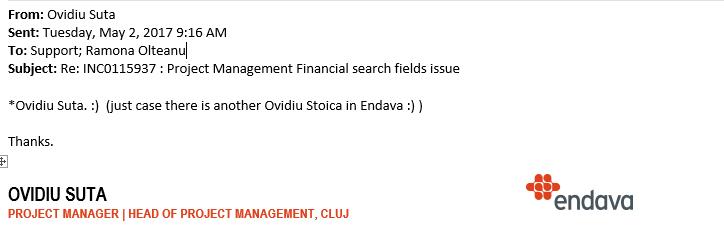 From: Ovidiu Suta
Sent: Tuesday, May 2, 2017 9:16 AM
To: Support; Ramona Olteanu
Subject: Re: INC0115937 : Project Management Financial search fields issue
*Ovidiu Suta. :)  (just case there is another Ovidiu Stoica in Endava :) )
Thanks.
OVIDIU SUTA
PROJECT MANAGER | HEAD OF PROJECT MANAGEMENT, CLUJ
endava